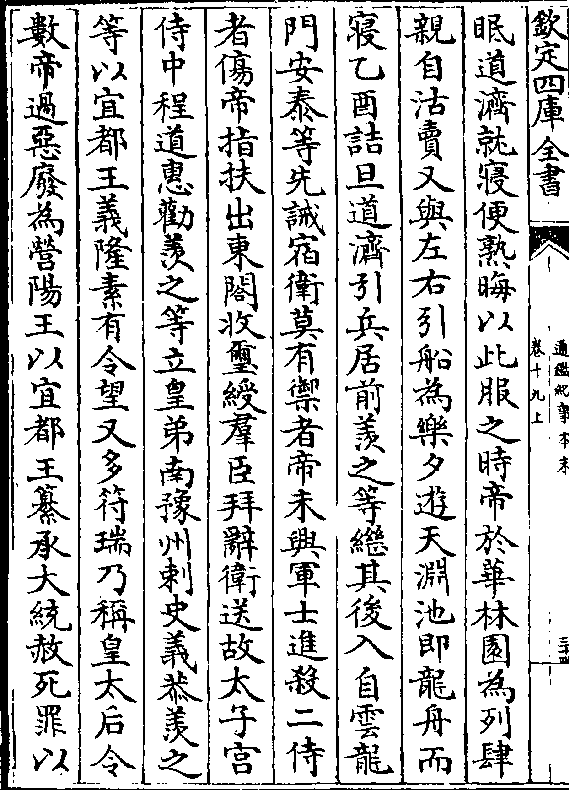 欽定四庫全書
通鑑紀事本末
卷十九上
眠道濟就寢便熟晦以此服之時帝於華林園為列肆
親自沽賣又與左右引船為樂夕遊天淵池即龍舟而
寢乙酉詰旦道濟引兵居前羨之等繼其後入自雲龍
門安泰等先誡宿衛莫有禦者帝未興軍士進殺二侍
者傷帝指扶出東閤收璽綬羣臣拜辭衛送故太子宫
侍中程道惠勸羨之等立皇弟南豫州刺史義恭羨之
等以宜都王義隆素有令望又多符瑞乃稱皇太后令
數帝過惡廢為營陽王以宜都王纂承大統赦死罪以